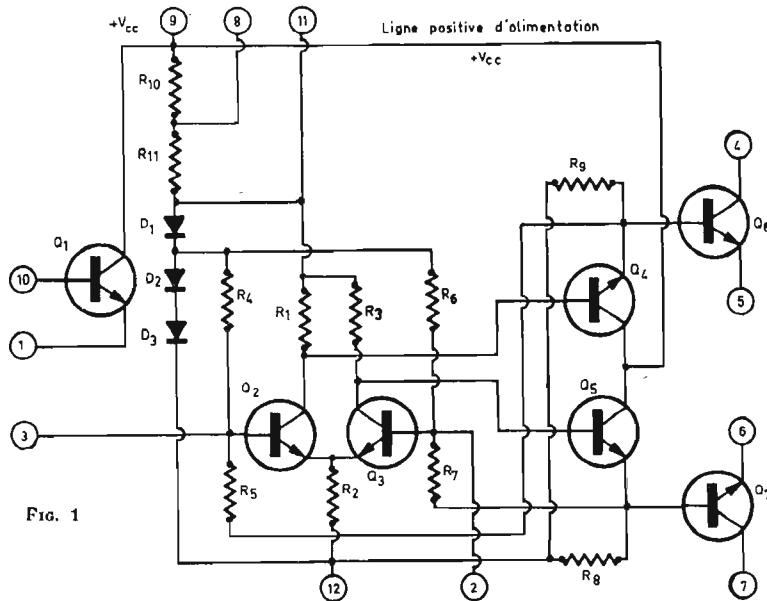 +Vcc 9 8 11 Ligne positive d'alimentation
+Vcc
R10
R11
R9
4
D1
Q1
Q6
10
D2
R4
R1
R3
R6
Q4
5
1
D3
Q2
Q5
3
6
R5
R2
Q3
R7
Q7
FIG. 1
R8
12
2
7